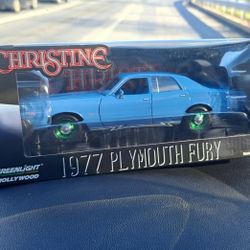 CHRISTINE
GREENLIGHT
HOLLYWOOD
1977 PLYMOUTH FURY